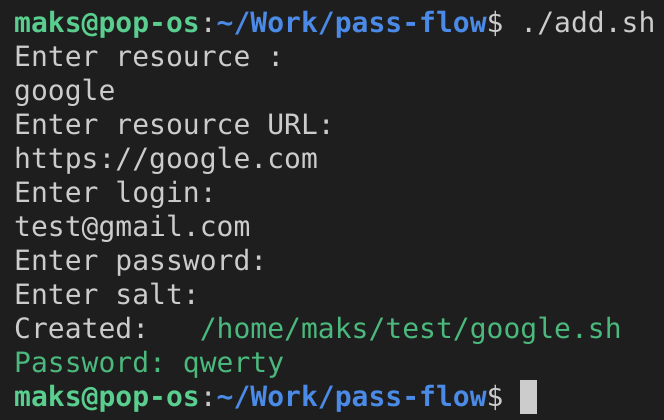 maks@pop-os:~/Work/pass-flow$ ./add.sh
Enter resource :
google
Enter resource URL:
https://google.com
Enter login:
test@gmail.com
Enter password:
Enter salt:
Created:   /home/maks/test/google.sh
Password: qwerty
maks@pop-os:~/Work/pass-flow$